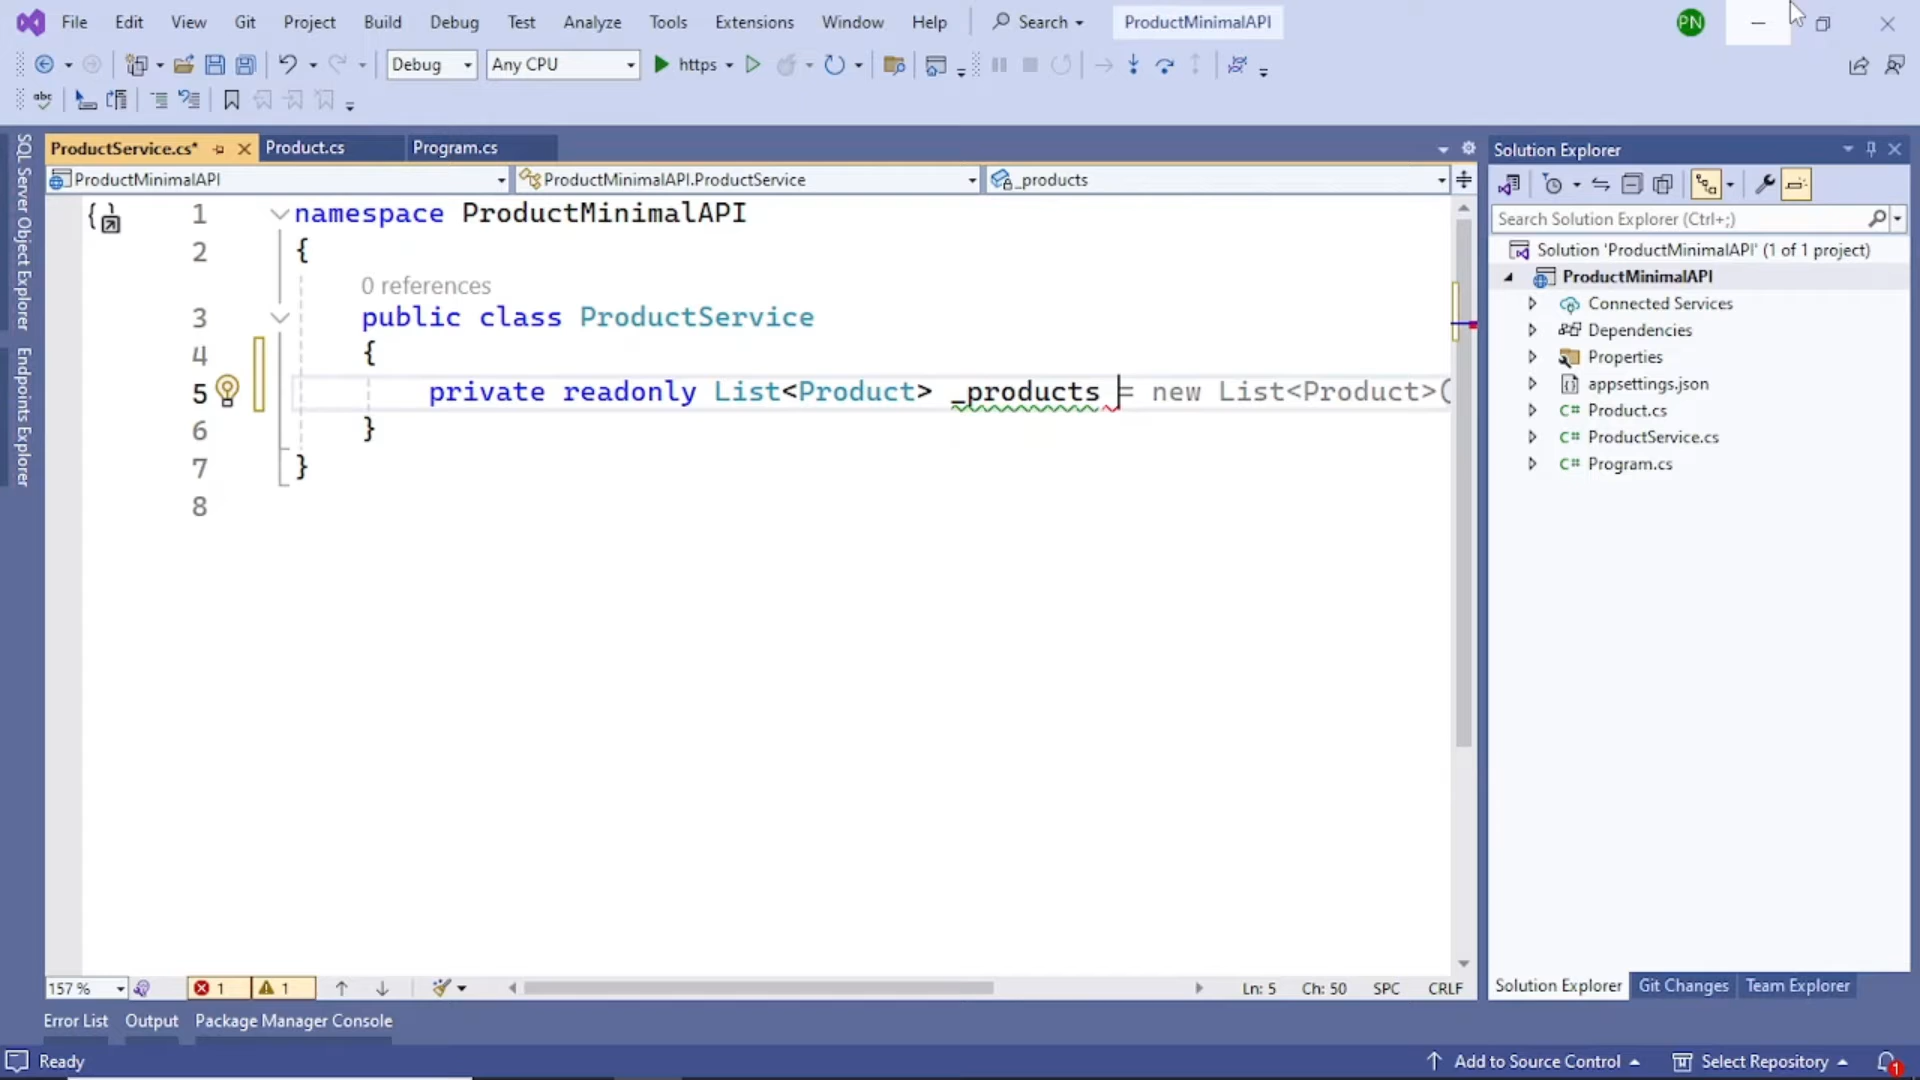 File Edit View Git Project Build Debug Test Analyze Tools Extensions Window Help Search ProductMinimalAPI PN
Debug Any CPU https
abc
ProductService.cs* Product.cs Program.cs
ProductMinimalAPI ProductMinimalAPI.ProductService _products
SQL Server Object Explorer
Endpoints Explorer
1 namespace ProductMinimalAPI
2 {
0 references
3 public class ProductService
4 {
5 private readonly List<Product> _products = new List<Product>(
6 }
7 }
8
157 % 1 1 Ln: 5 Ch: 50 SPC CRLF
Solution Explorer
Search Solution Explorer (Ctrl+;)
Solution 'ProductMinimalAPI' (1 of 1 project)
ProductMinimalAPI
Connected Services
Dependencies
Properties
appsettings.json
C# Product.cs
C# ProductService.cs
C# Program.cs
Solution Explorer Git Changes Team Explorer
Error List Output Package Manager Console
Ready Add to Source Control Select Repository 1